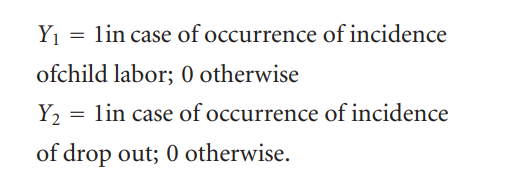 Y₁ = 1in case of occurrence of incidence
ofchild labor; 0 otherwise
Y₂ = 1in case of occurrence of incidence
of drop out; 0 otherwise.